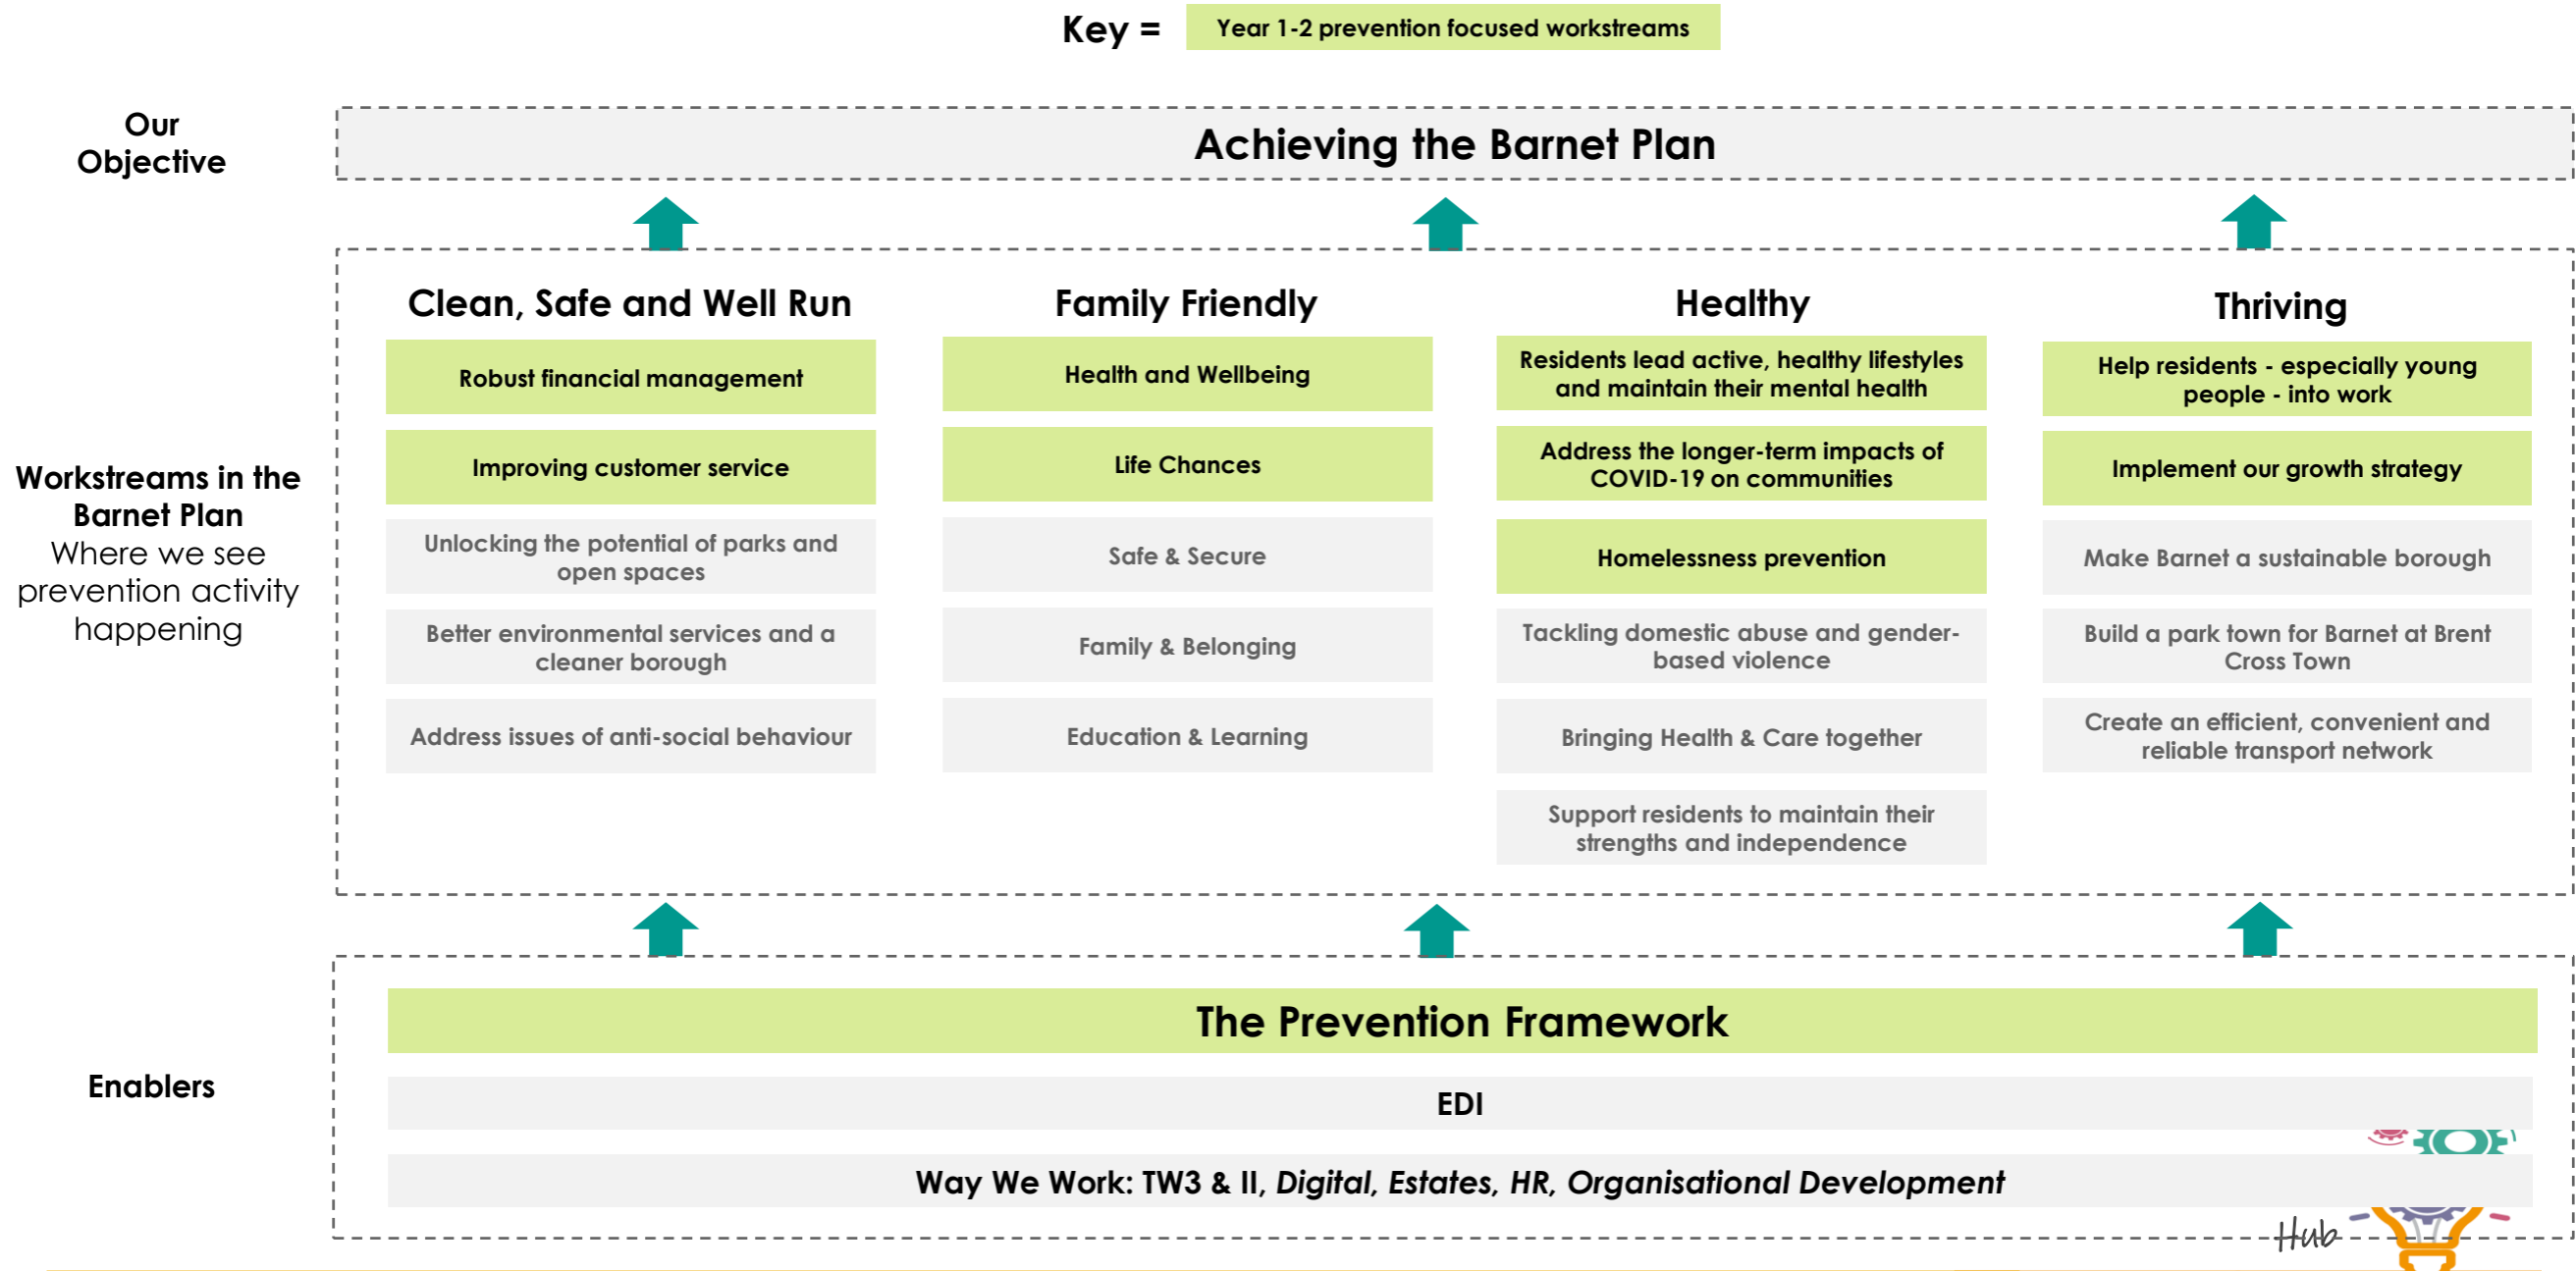 Key =
Year 1-2 prevention focused workstreams
Our
Objective
Achieving the Barnet Plan
Workstreams in the
Barnet Plan
Where we see
prevention activity
happening
Clean, Safe and Well Run
Robust financial management
Improving customer service
Unlocking the potential of parks and
open spaces
Better environmental services and a
cleaner borough
Address issues of anti-social behaviour
Family Friendly
Health and Wellbeing
Life Chances
Safe & Secure
Family & Belonging
Education & Learning
Healthy
Residents lead active, healthy lifestyles
and maintain their mental health
Address the longer-term impacts of
COVID-19 on communities
Homelessness prevention
Tackling domestic abuse and gender-
based violence
Bringing Health & Care together
Support residents to maintain their
strengths and independence
Thriving
Help residents - especially young
people - into work
Implement our growth strategy
Make Barnet a sustainable borough
Build a park town for Barnet at Brent
Cross Town
Create an efficient, convenient and
reliable transport network
Enablers
The Prevention Framework
EDI
Way We Work: TW3 & II, Digital, Estates, HR, Organisational Development
Hub